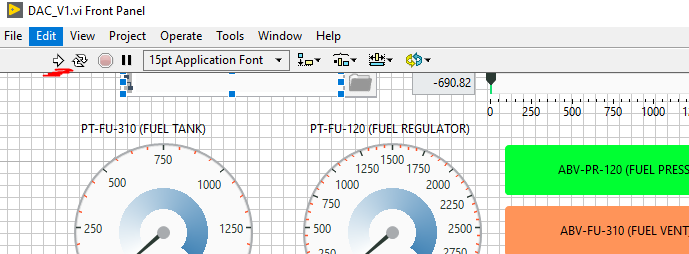 DAC_V1.vi Front Panel
File Edit View Project Operate Tools Window Help
15pt Application Font
-690.82
0 250 500 750 1000
PT-FU-310 (FUEL TANK) PT-FU-120 (FUEL REGULATOR)
750 1500
1250 1750
500 1000 1000 2000
ABV-PR-120 (FUEL PRESS
750 2250
250 1250 500 2500
250 2750
ABV-FU-310 (FUEL VENT